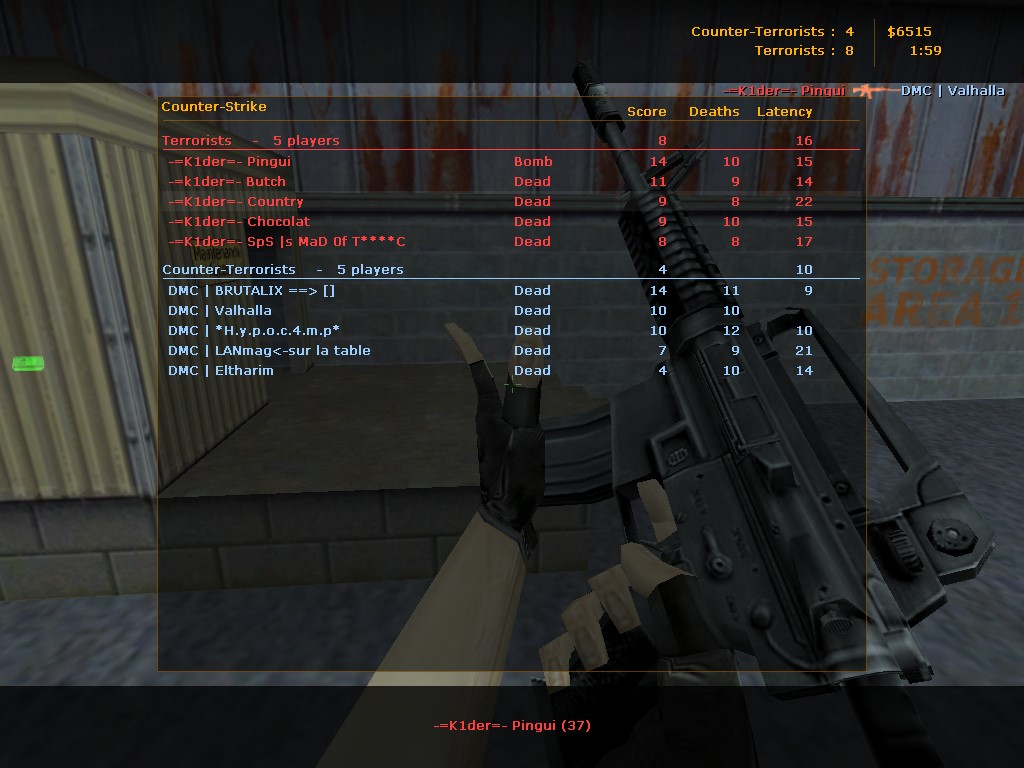 Counter-Terrorists : 4 $6515
Terrorists : 8 1:59
-=K1der=- Pingui DMC | Valhalla
Counter-Strike Score Deaths Latency
Terrorists - 5 players 8 16
-=K1der=- Pingui Bomb 14 10 15
-=k1der=- Butch Dead 11 9 14
-=K1der=- Country Dead 9 8 22
-=K1der=- Chocolat Dead 9 10 15
-=K1der=- SpS |s MaD 0f T****C Dead 8 8 17
Maintenance
Counter-Terrorists - 5 players 4 10
STORAGE
DMC | BRUTALIX ==> [] Dead 14 11 9
AREA 1
DMC | Valhalla Dead 10 10
DMC | *H.y.p.o.c.4.m.p* Dead 10 12 10
DMC | LANmag<-sur la table Dead 7 9 21
DMC | Eltharim Dead 4 10 14
-=K1der=- Pingui (37)